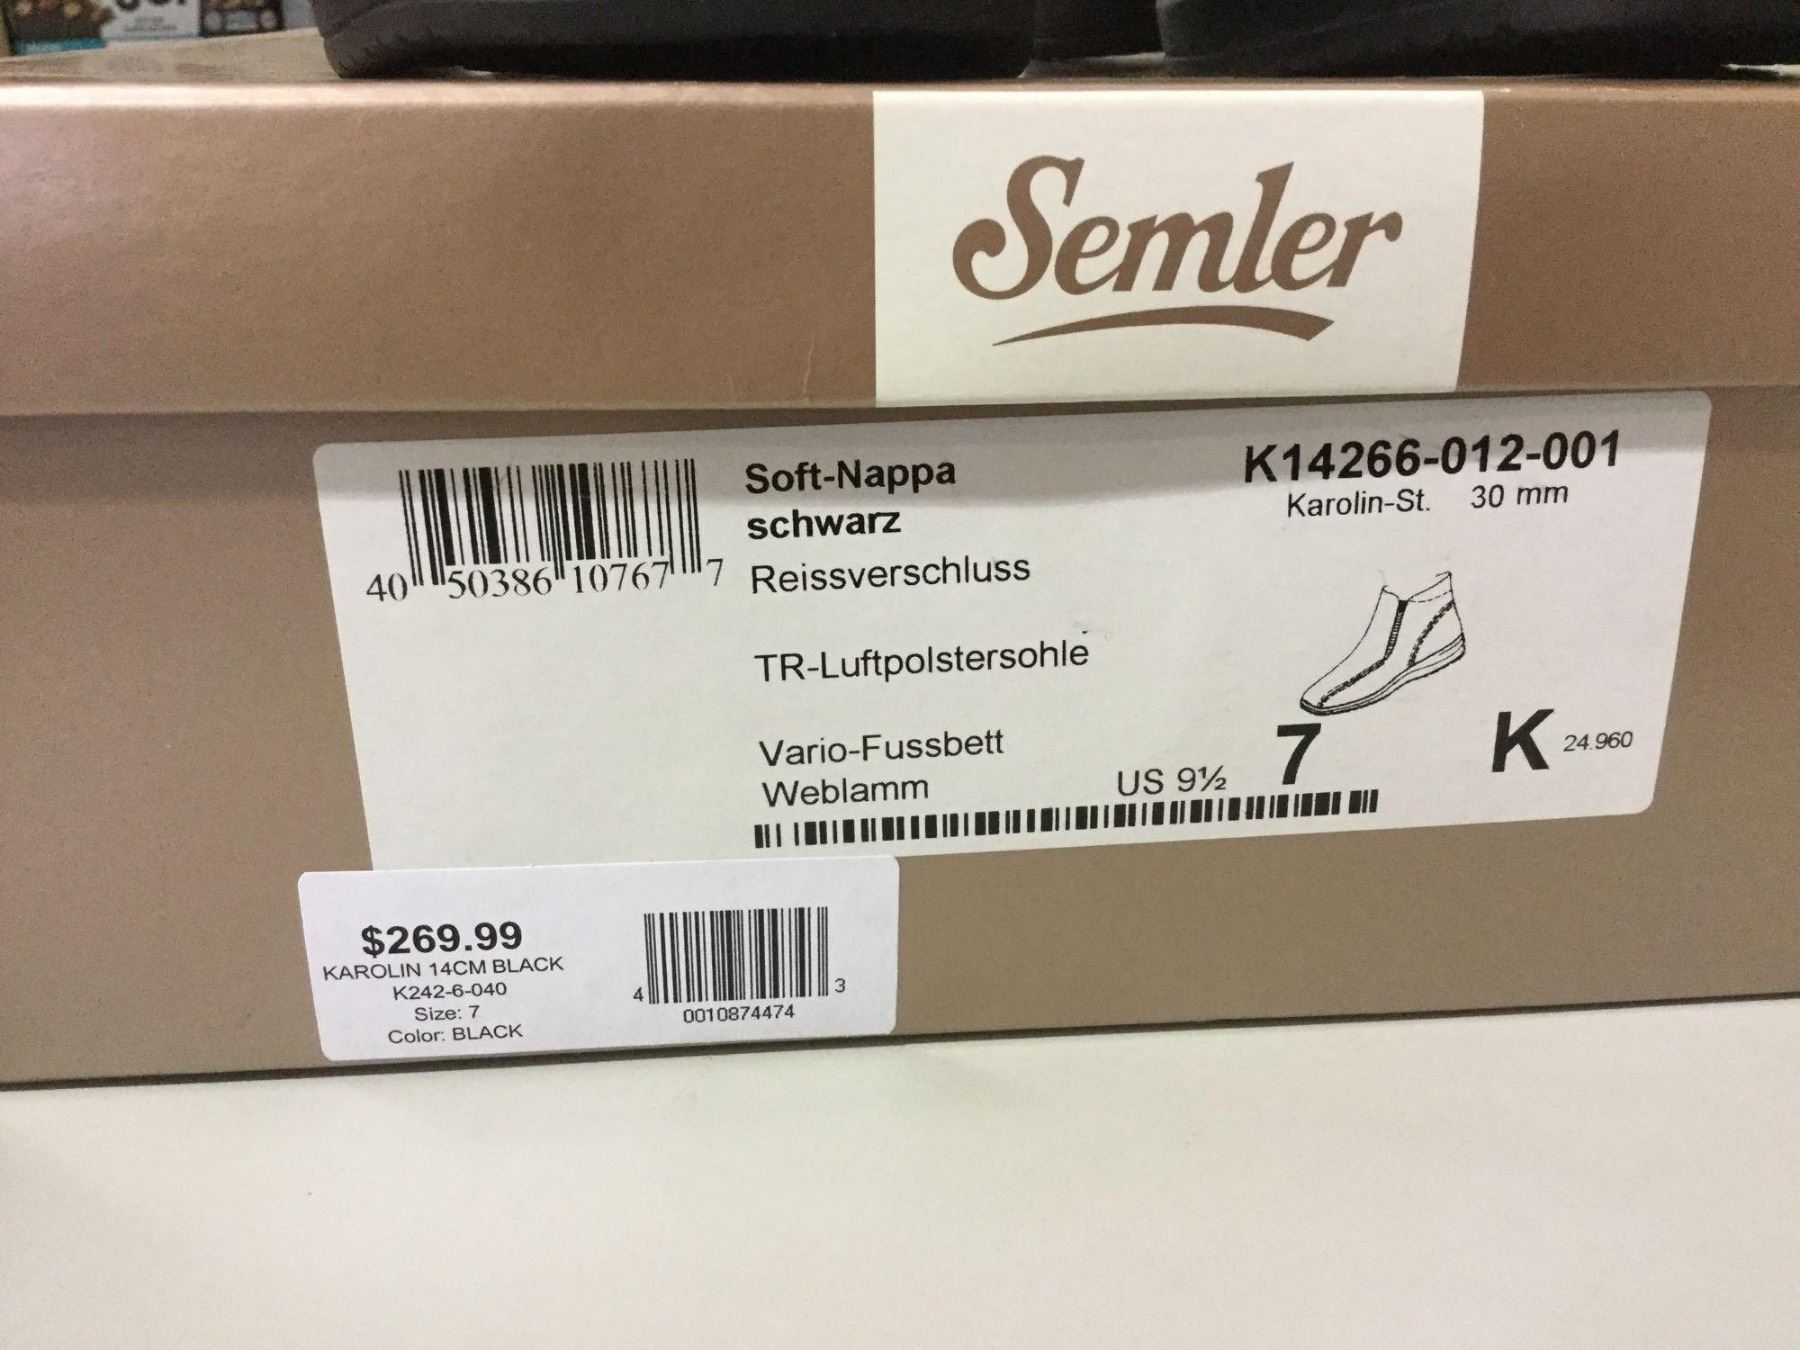 Semler
Soft-Nappa
schwarz
Reissverschluss
TR-Luftpolstersohle
Vario-Fussbett
Weblamm
40 50386 10767 7
K14266-012-001
Karolin-St. 30 mm
US 9½ 7 K 24.960
$269.99
KAROLIN 14CM BLACK
K242-6-040
Size: 7
Color: BLACK
4 0010874474 3